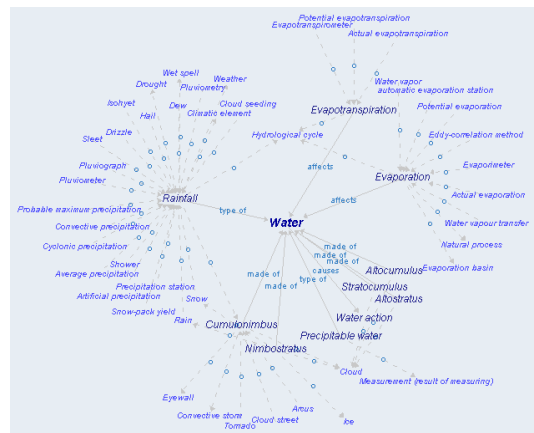 Potential evapotranspiration
Evapotranspirometer
Actual evapotranspiration
Wet spell
Weather
Drought
Pluviometry
Water vapor
automatic evaporation station
Isohyet
Dew
Cloud seeding
Hail
Climatic element
Evapotranspiration
Potential evaporation
Drizzle
Hydrological cycle
Eddy-correlation method
Sleet
Pluviograph
affects
Evaporimeter
Pluviometer
Evaporation
Rainfall
affects
Actual evaporation
Probable maximum precipitation
type of
Convective precipitation
Water
Water vapour transfer
Cyclonic precipitation
made of
Natural process
made of
Shower
made of
Altocumulus
Evaporation basin
Average precipitation
made of
causes
type of
Precipitation station
made of
Stratocumulus
Artificial precipitation
Snow
Altostratus
Snow-pack yield
Rain
Cumulonimbus
Water action
Nimbostratus
Precipitable water
Cloud
Measurement (result of measuring)
Eyewall
Arcus
Convective storm
Cloud street
Ice
Tornado